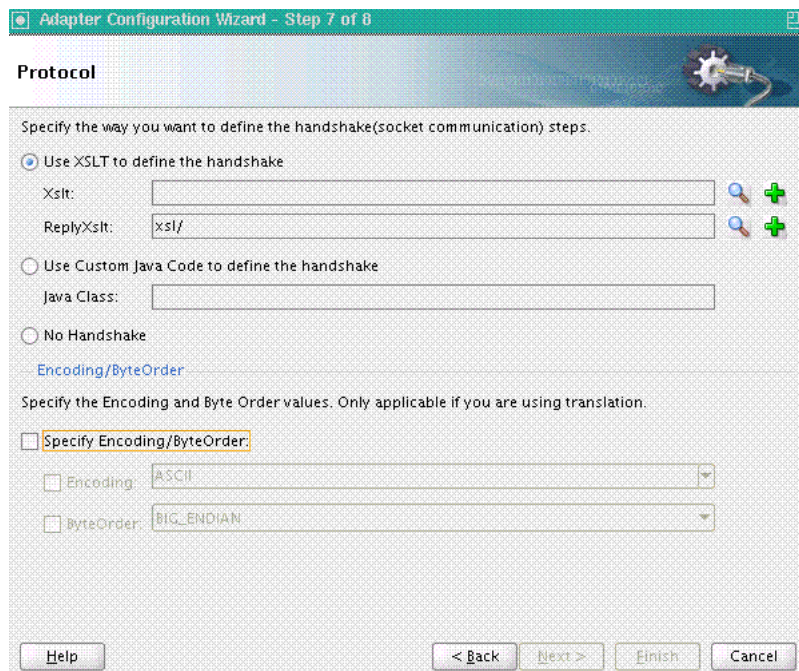 Adapter Configuration Wizard - Step 7 of 8
Protocol
Specify the way you want to define the handshake(socket communication) steps.
Use XSLT to define the handshake
Xslt:
ReplyXslt: xsl/
Use Custom Java Code to define the handshake
Java Class:
No Handshake
Encoding/ByteOrder
Specify the Encoding and Byte Order values. Only applicable if you are using translation.
Specify Encoding/ByteOrder:
Encoding: ASCII
ByteOrder: BIG_ENDIAN
Help < Back Next > Finish Cancel